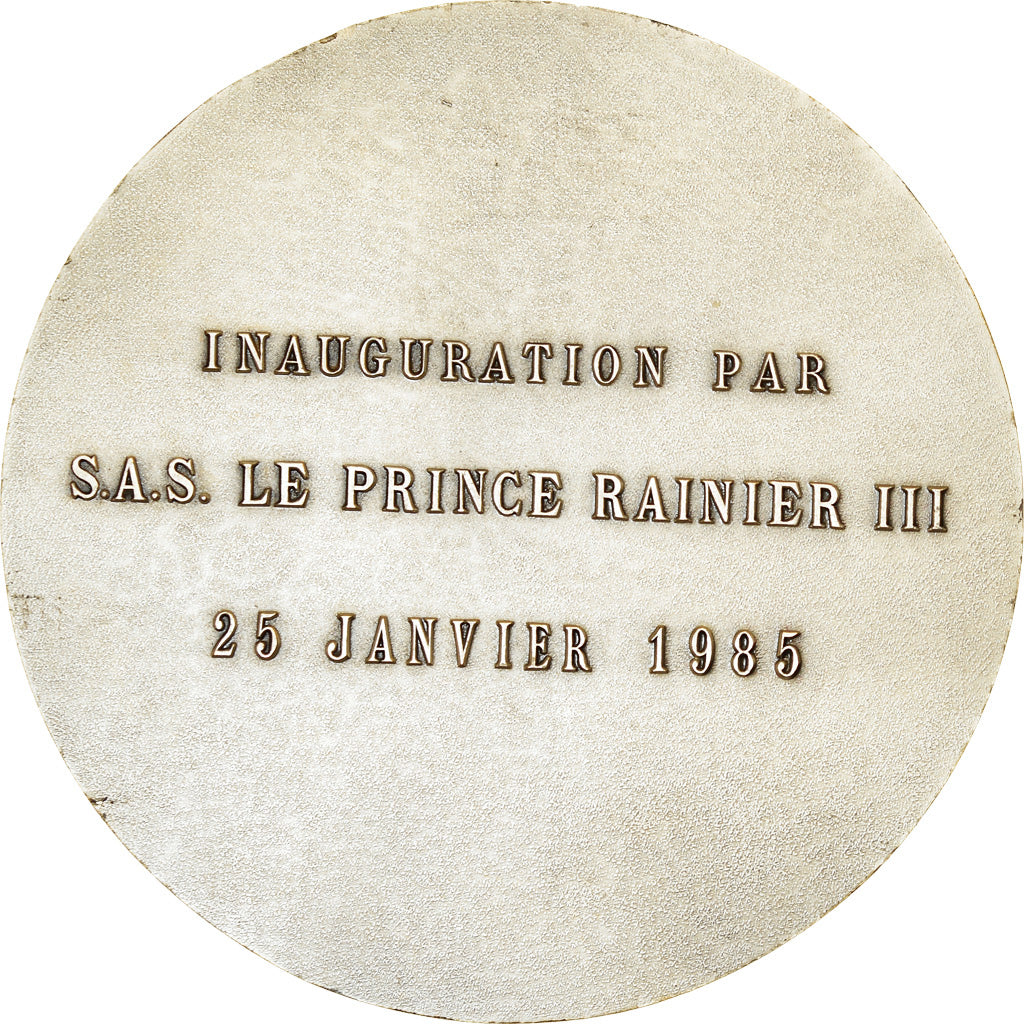 INAUGURATION PAR
S.A.S. LE PRINCE RAINIER III
25 JANVIER 1985